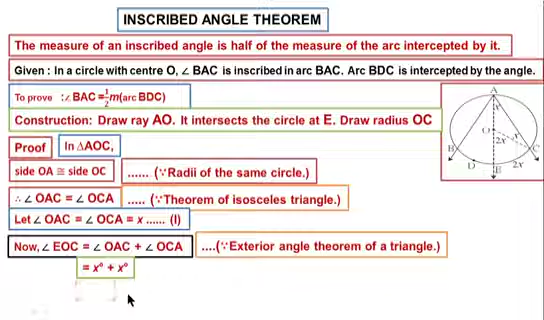 INSCRIBED ANGLE THEOREM
The measure of an inscribed angle is half of the measure of the arc intercepted by it.
Given : In a circle with centre O, ∠ BAC is inscribed in arc BAC. Arc BDC is intercepted by the angle.
To prove :∠ BAC =½m(arc BDC)
Construction: Draw ray AO. It intersects the circle at E. Draw radius OC
Proof In ΔAOC,
side OA ≅ side OC ...... (∵Radii of the same circle.)
∴ ∠ OAC = ∠ OCA ..... (∵Theorem of isosceles triangle.)
Let ∠ OAC = ∠ OCA = x ...... (I)
Now, ∠ EOC = ∠ OAC + ∠ OCA ....(∵Exterior angle theorem of a triangle.)
= x° + x°
A
x
O
2x
x
B
C
D
E
2x